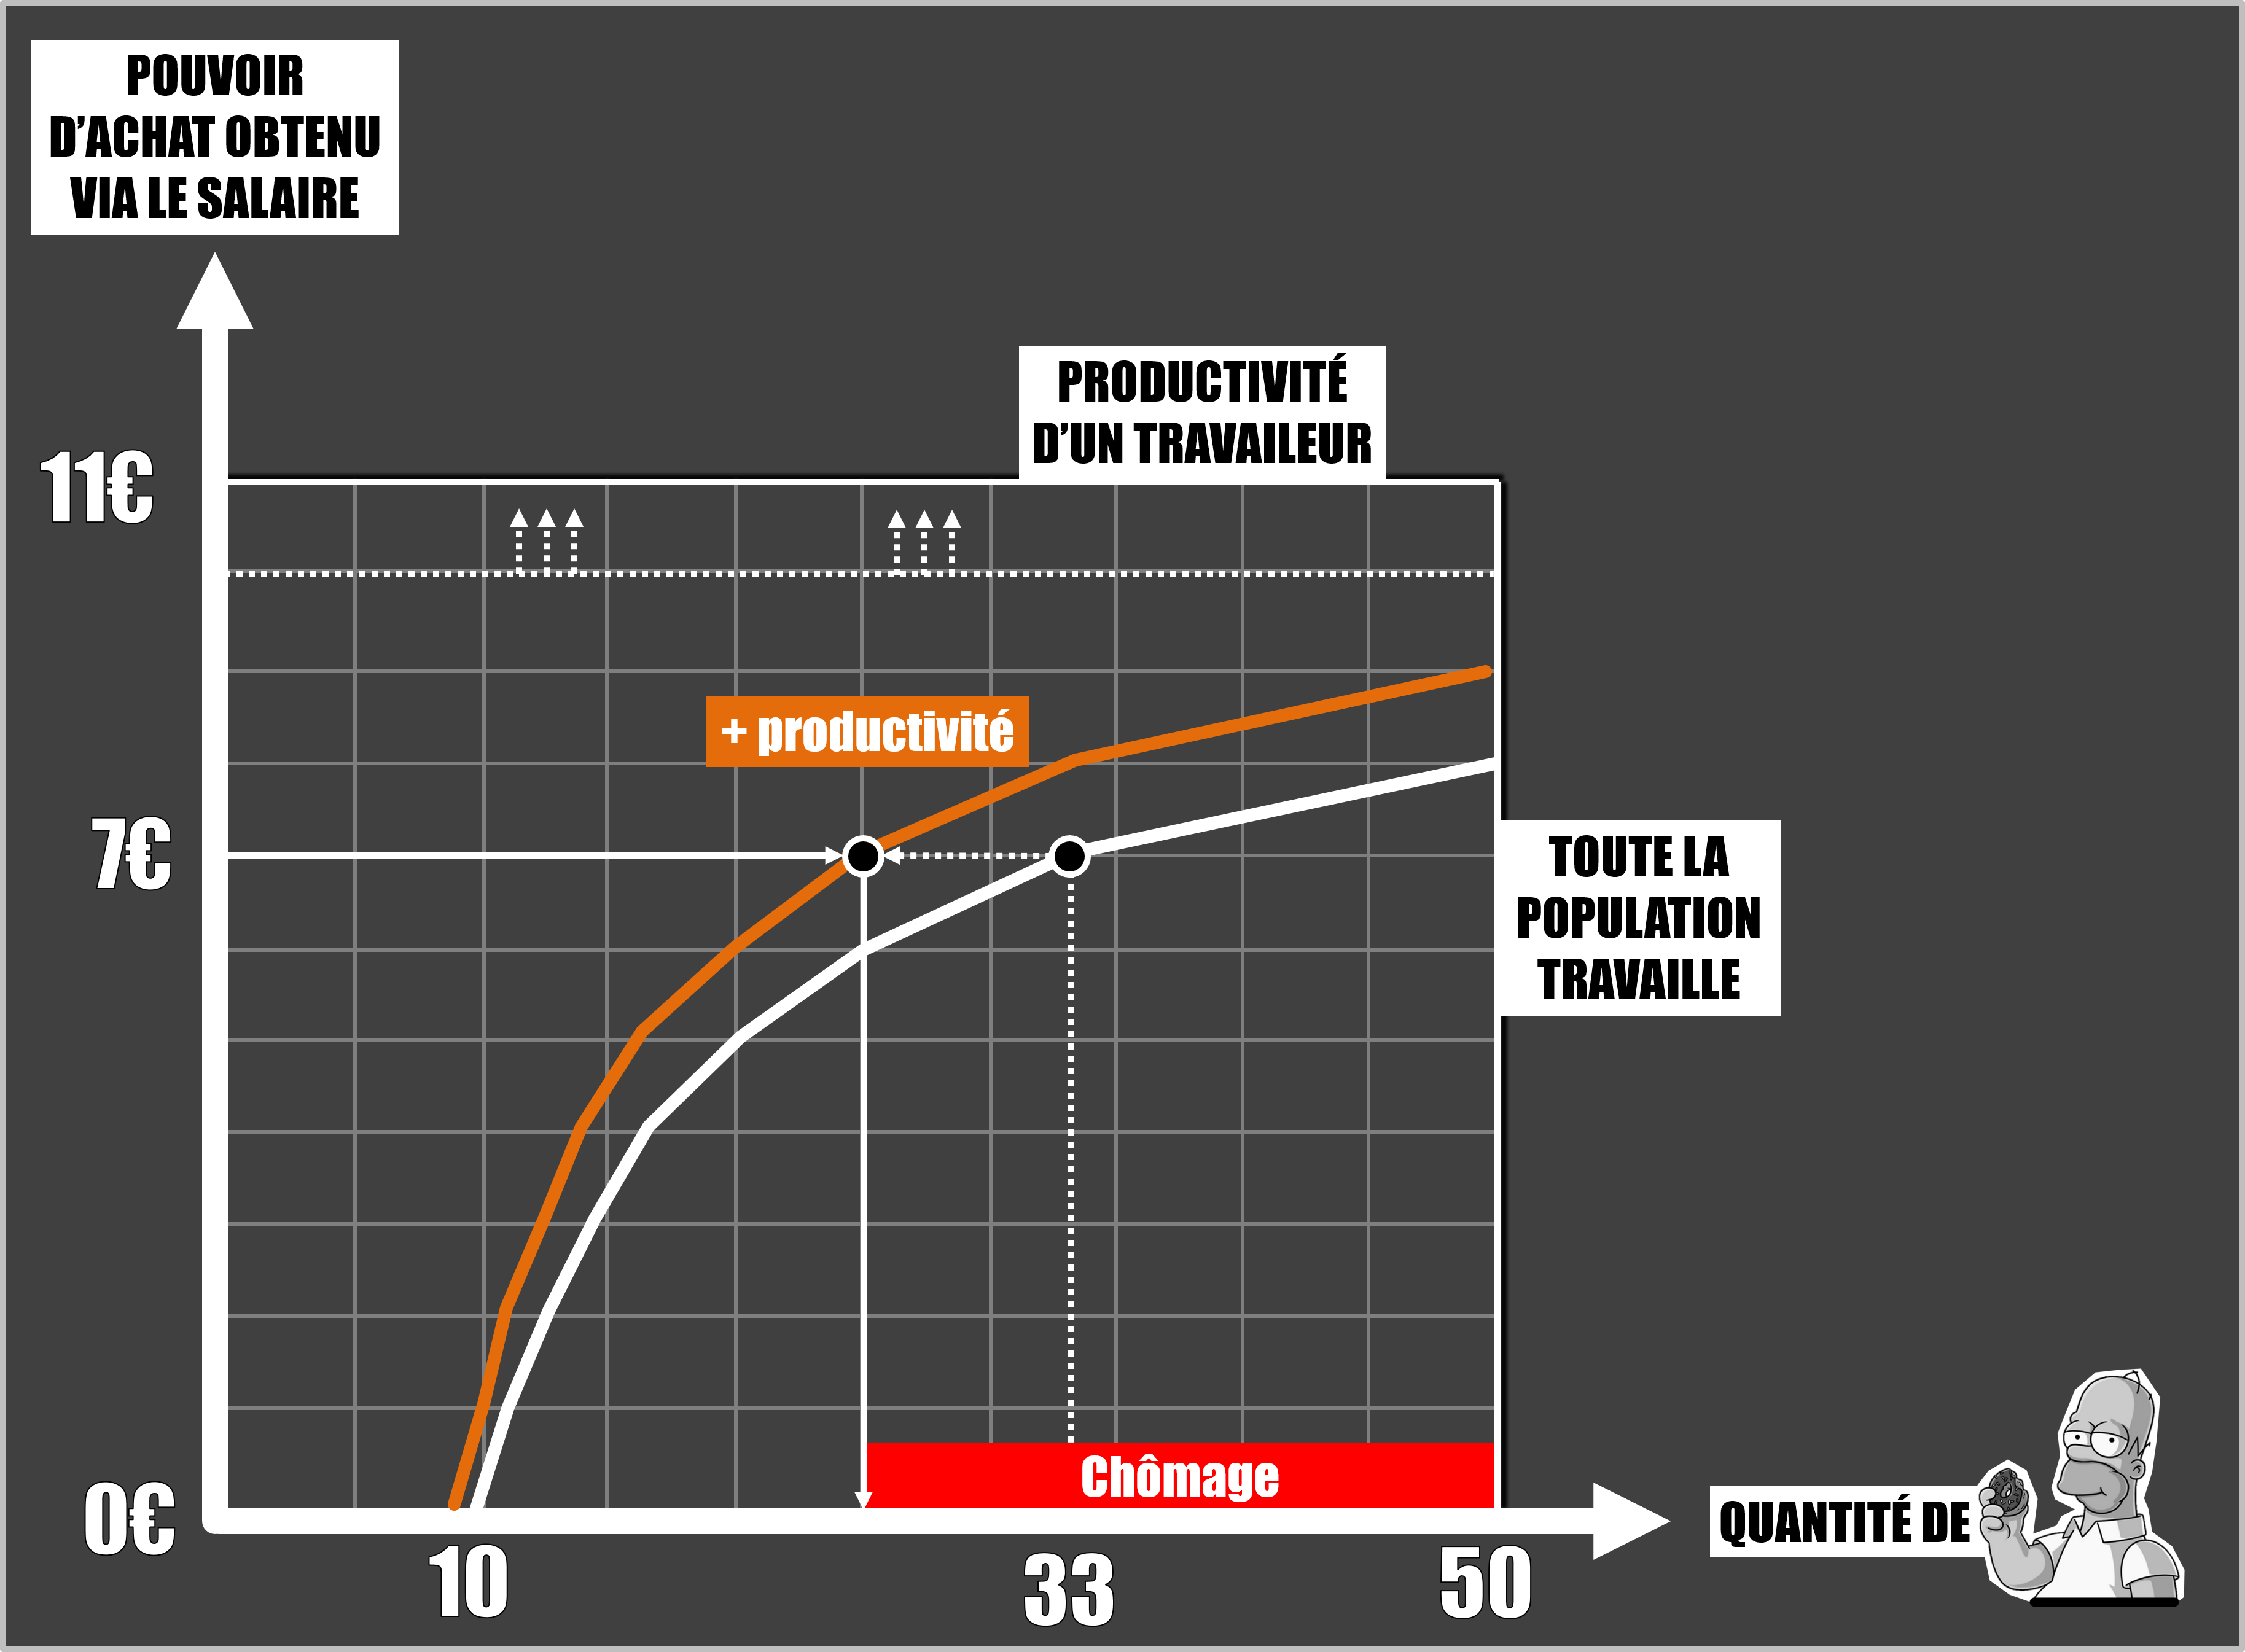 POUVOIR
D’ACHAT OBTENU
VIA LE SALAIRE
PRODUCTIVITÉ
D’UN TRAVAILEUR
11€
+ productivité
7€
TOUTE LA
POPULATION
TRAVAILLE
Chômage
0€
QUANTITÉ DE
10
33
50